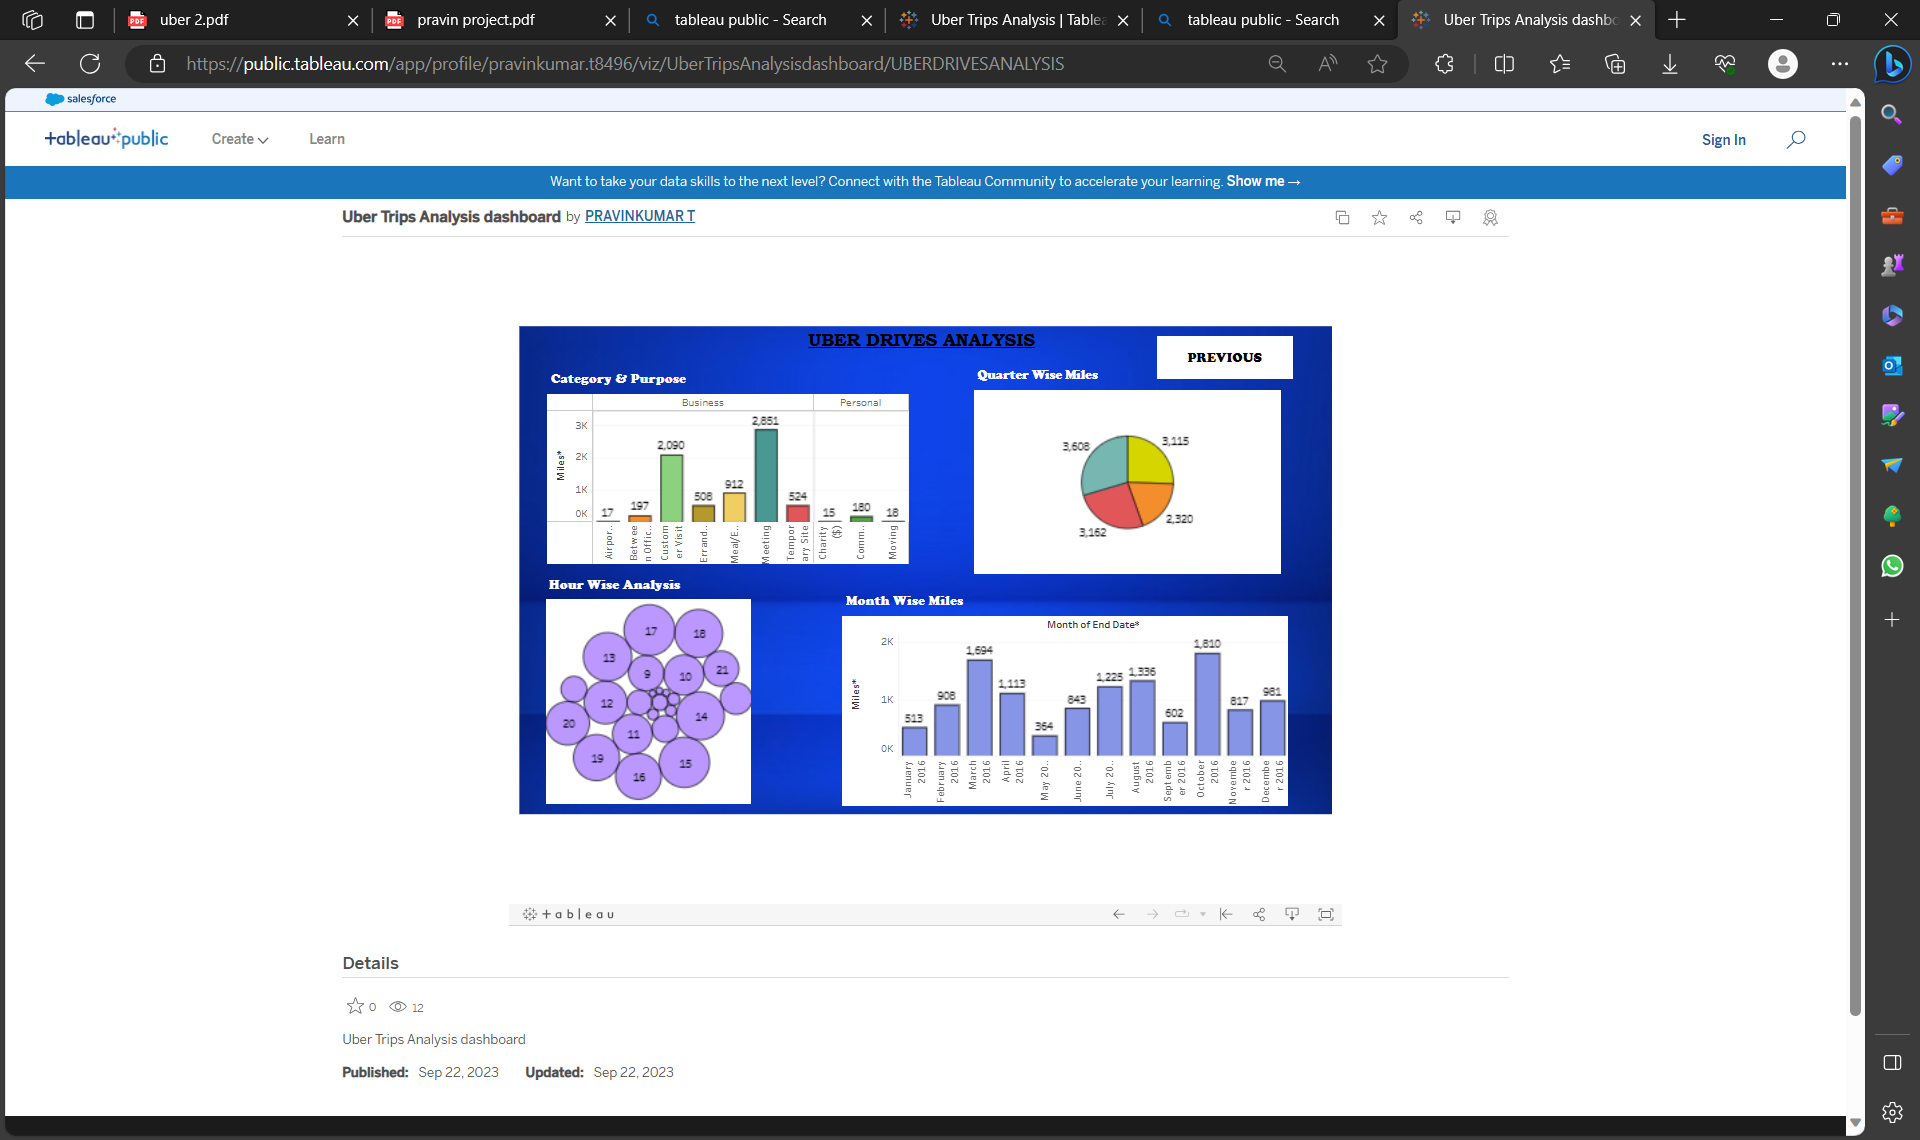 uber 2.pdf
pravin project.pdf
tableau public - Search
Uber Trips Analysis | Table
tableau public - Search
Uber Trips Analysis dashbo
https://public.tableau.com/app/profile/pravinkumar.t8496/viz/UberTripsAnalysisdashboard/UBERDRIVESANALYSIS
salesforce
tableau public
Create
Learn
Sign In
Want to take your data skills to the next level? Connect with the Tableau Community to accelerate your learning. Show me →
Uber Trips Analysis dashboard by PRAVINKUMAR T
UBER DRIVES ANALYSIS
PREVIOUS
Category & Purpose
Business
Personal
Miles*
3K
2K
1K
0K
17
197
2,090
508
912
2,851
524
15
180
18
Airpor..
Betwee
n Offic..
Custom
er Visit
Errand..
Meal/E..
Meeting
Tempor
ary Site
Charity
($)
Comm..
Moving
Quarter Wise Miles
3,608
3,115
2,320
3,162
Hour Wise Analysis
17
18
13
9
10
21
12
14
20
11
19
15
16
Month Wise Miles
Month of End Date*
Miles*
2K
1K
0K
513
908
1,694
1,113
364
843
1,225
1,336
602
1,810
817
981
January
2016
February
2016
March
2016
April
2016
May 20..
June 20..
July 20..
August
2016
Septemb
er 2016
October
2016
Novembe
r 2016
Decembe
r 2016
+ableau
Details
0
12
Uber Trips Analysis dashboard
Published: Sep 22, 2023
Updated: Sep 22, 2023